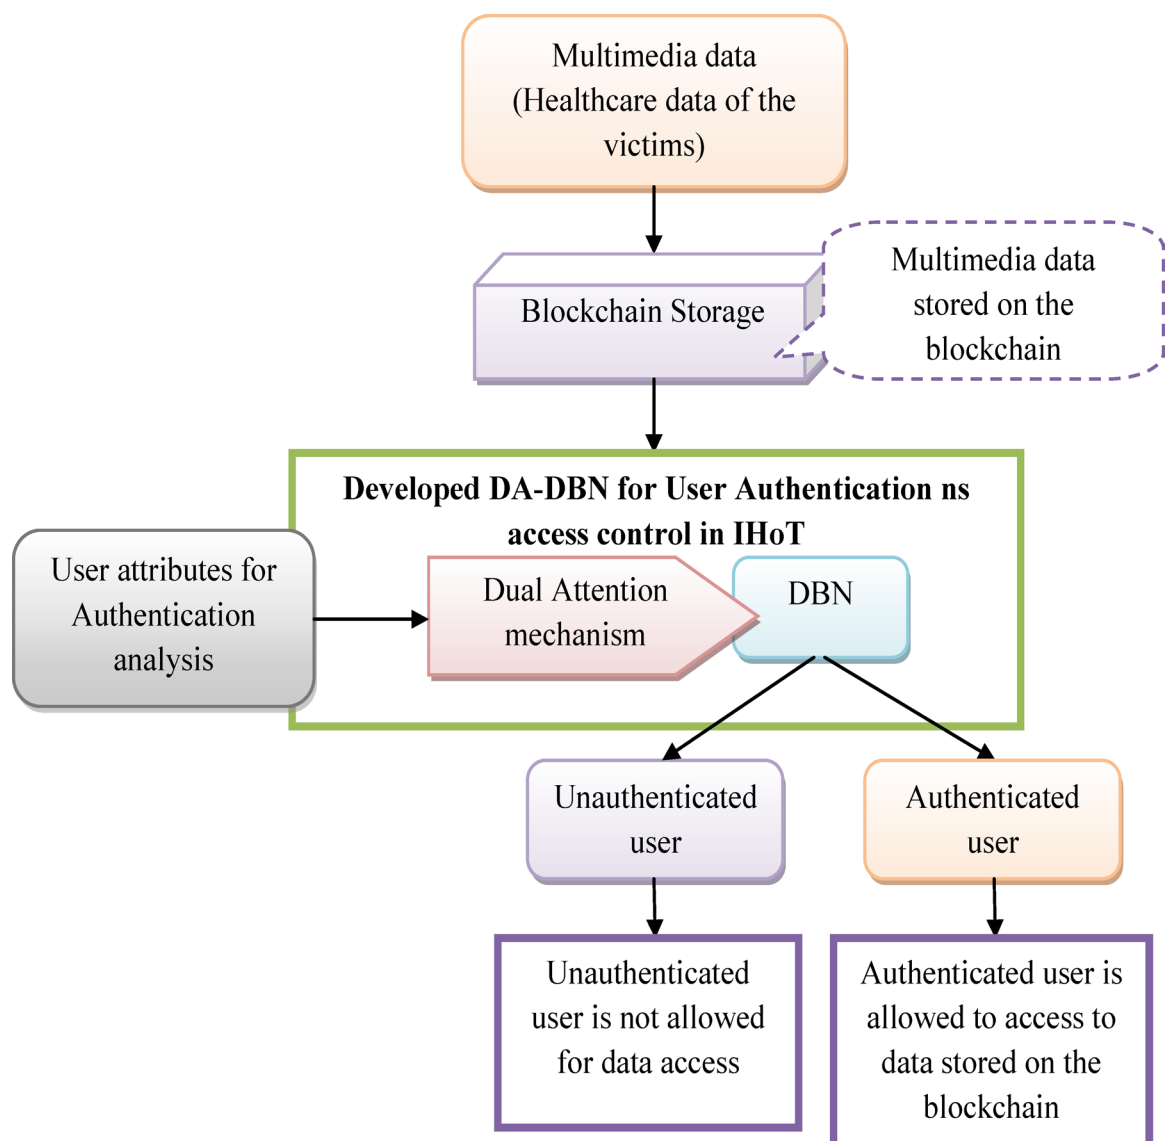 Multimedia data
(Healthcare data of the
victims)
Blockchain Storage
Multimedia data
stored on the
blockchain
Developed DA-DBN for User Authentication ns
access control in IHoT
User attributes for
Authentication
analysis
Dual Attention
mechanism
DBN
Unauthenticated
user
Authenticated
user
Unauthenticated
user is not allowed
for data access
Authenticated user is
allowed to access to
data stored on the
blockchain